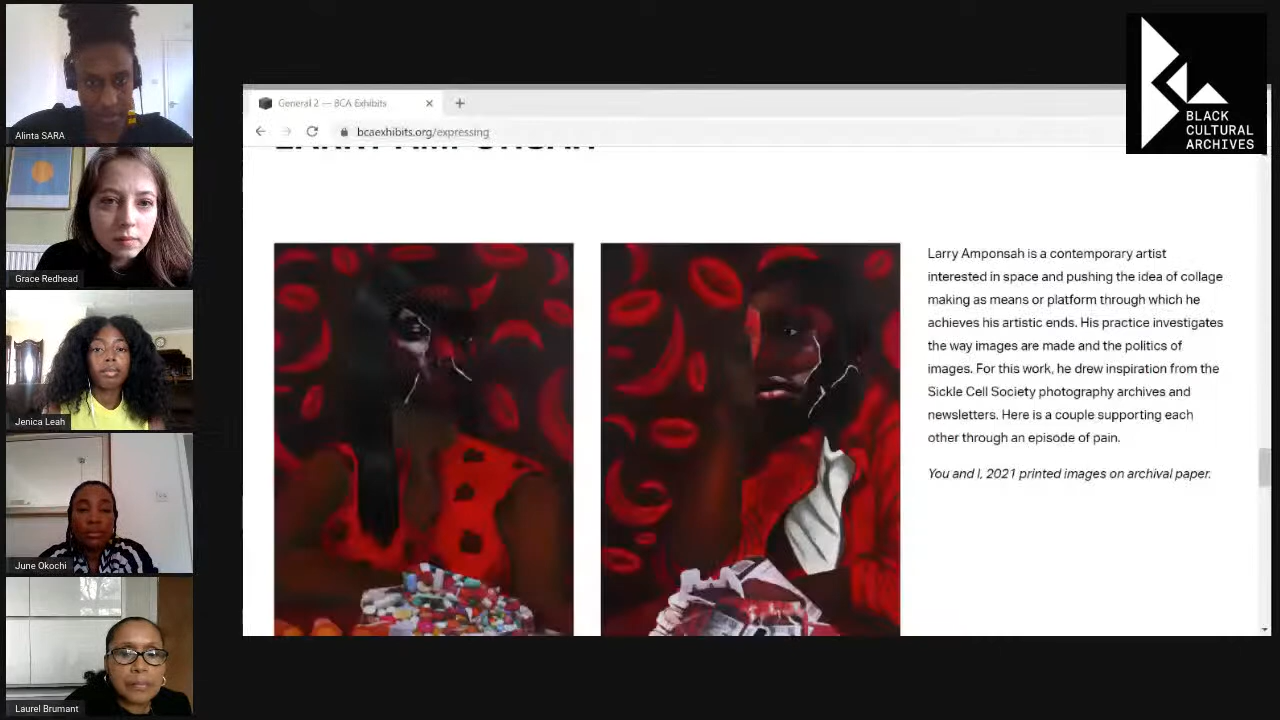 Alinta SARA
Grace Redhead
Jenica Leah
June Okochi
Laurel Brumant
General 2 — BCA Exhibits
bcaexhibits.org/expressing
BLACK
CULTURAL
ARCHIVES
Larry Amponsah is a contemporary artist
interested in space and pushing the idea of collage
making as means or platform through which he
achieves his artistic ends. His practice investigates
the way images are made and the politics of
images. For this work, he drew inspiration from the
Sickle Cell Society photography archives and
newsletters. Here is a couple supporting each
other through an episode of pain.
You and I, 2021 printed images on archival paper.